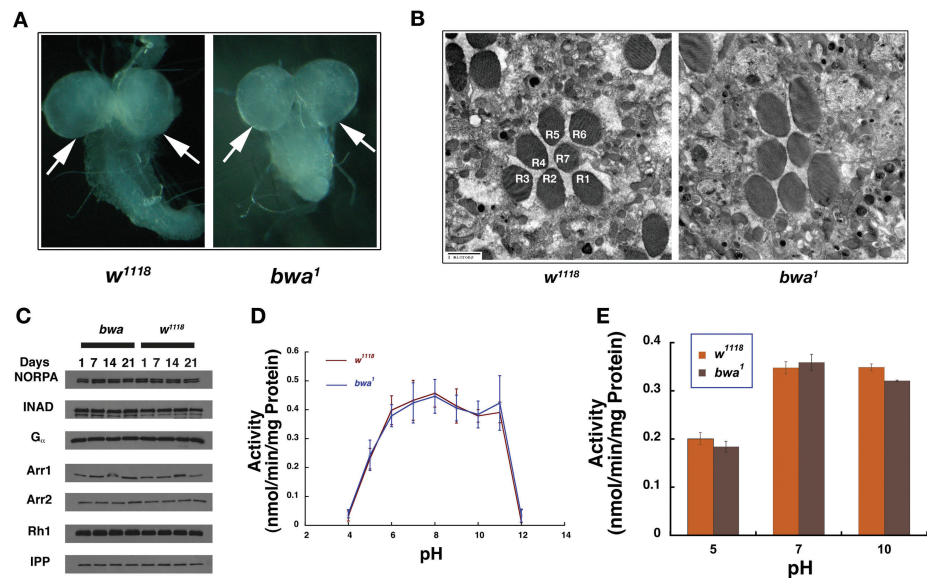 A
w1118
bwa1
B
R5 R6
R4 R7
R3 R2 R1
w1118
bwa1
C
bwa w1118
Days 1 7 14 21 1 7 14 21
NORPA
INAD
Gα
Arr1
Arr2
Rh1
IPP
D
Activity
(nmol/min/mg Protein)
0.6
0.5
0.4
0.3
0.2
0.1
0
2 4 6 8 10 12 14
pH
w1118
bwa1
E
Activity
(nmol/min/mg Protein)
0.4
0.3
0.2
0.1
0
5 7 10
pH
w1118
bwa1